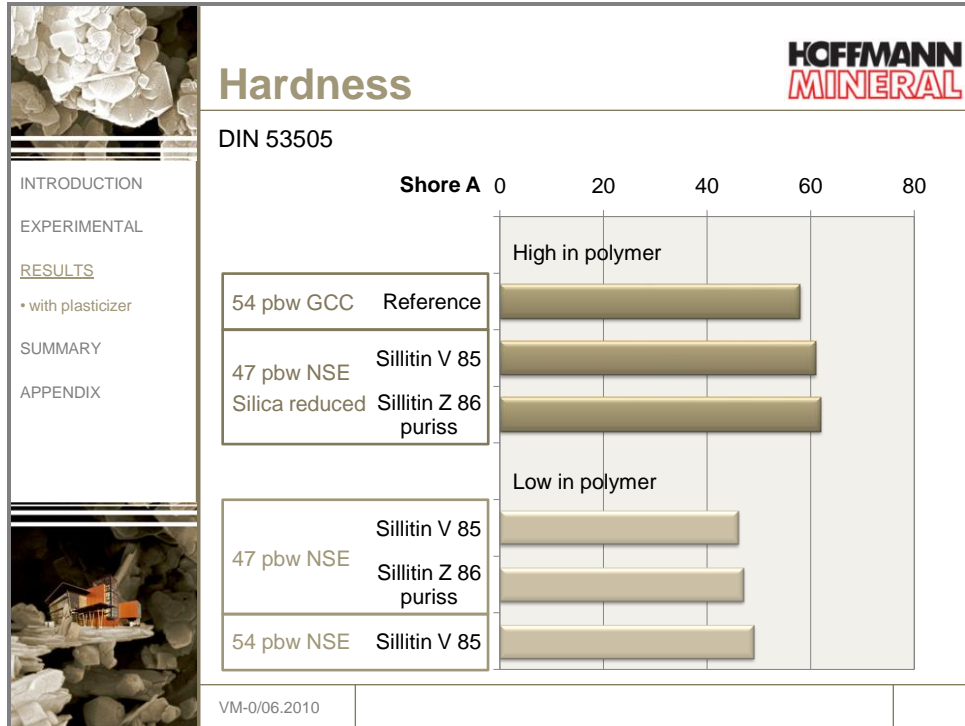 Hardness
HOFFMANN
MINERAL
DIN 53505
INTRODUCTION
EXPERIMENTAL
RESULTS
• with plasticizer
SUMMARY
APPENDIX
Shore A 0 20 40 60 80
High in polymer
54 pbw GCC Reference
47 pbw NSE
Silica reduced
Sillitin V 85
Sillitin Z 86
puriss
Low in polymer
47 pbw NSE
Sillitin V 85
Sillitin Z 86
puriss
54 pbw NSE Sillitin V 85
VM-0/06.2010